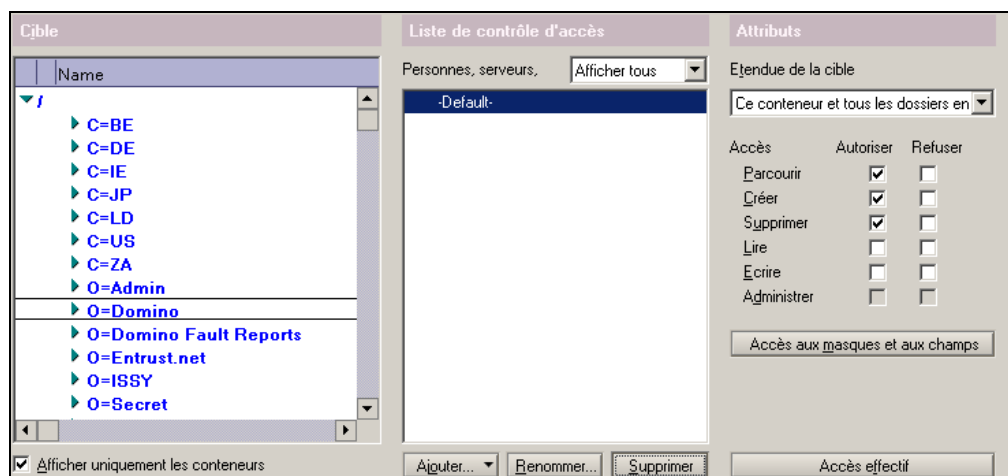 Cible
Name
/
C=BE
C=DE
C=IE
C=JP
C=LD
C=US
C=ZA
O=Admin
O=Domino
O=Domino Fault Reports
O=Entrust.net
O=ISSY
O=Secret
Afficher uniquement les conteneurs
Liste de contrôle d'accès
Personnes, serveurs, Afficher tous
-Default-
Ajouter... Renommer... Supprimer
Attributs
Etendue de la cible
Ce conteneur et tous les dossiers en
Accès Autoriser Refuser
Parcourir
Créer
Supprimer
Lire
Ecrire
Administrer
Accès aux masques et aux champs
Accès effectif